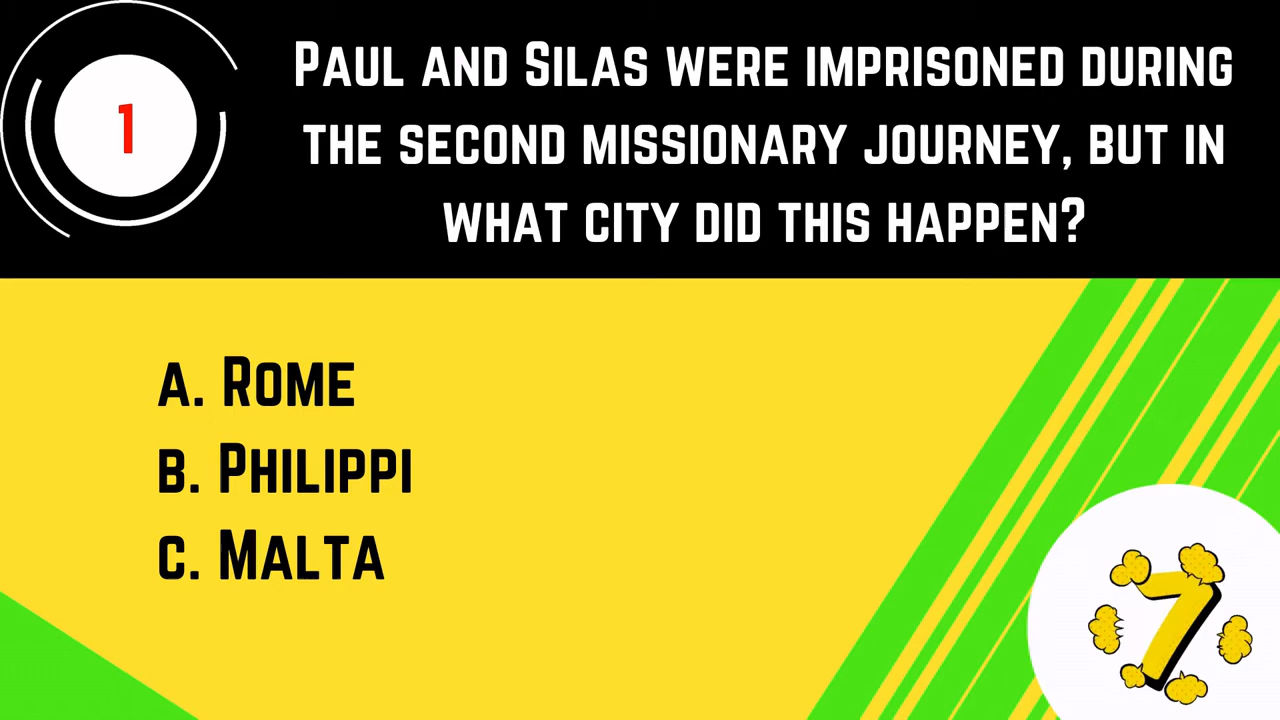 1
Paul and Silas were imprisoned during
the second missionary journey, but in
what city did this happen?
a. Rome
b. Philippi
c. Malta
7